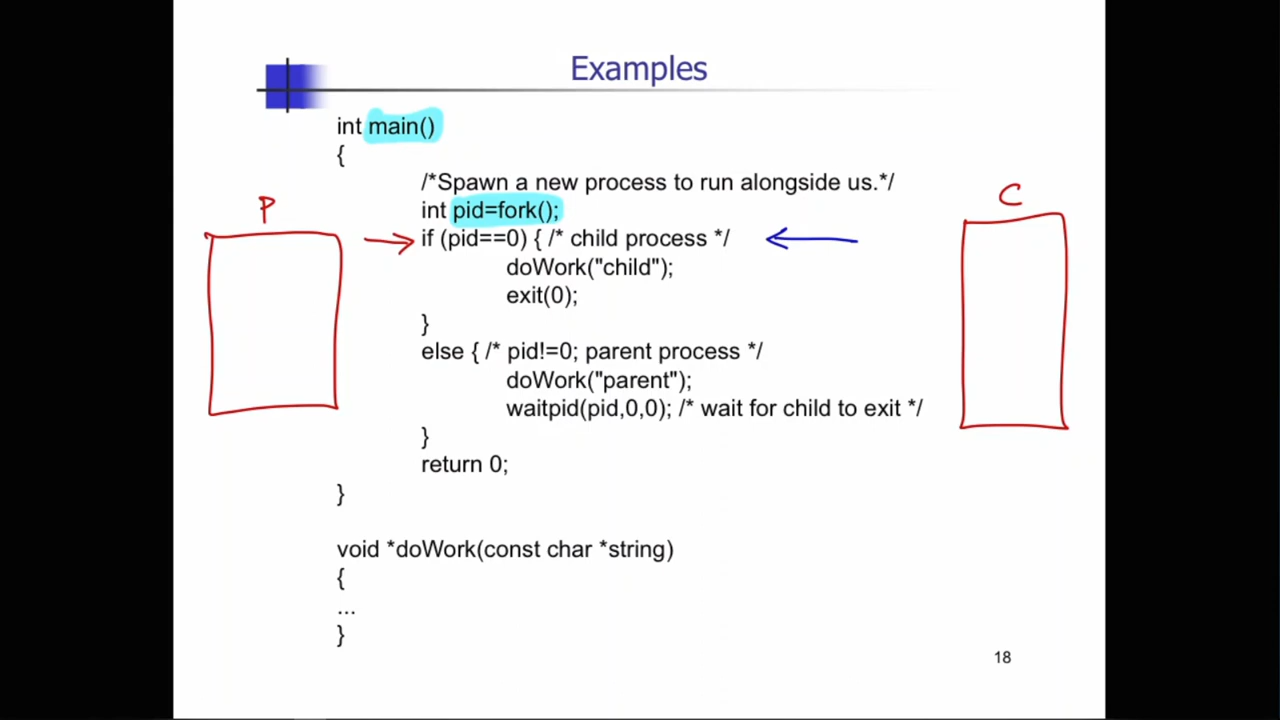 Examples
int main()
{
/*Spawn a new process to run alongside us.*/
int pid=fork();
P
C
if (pid==0) { /* child process */
doWork("child");
exit(0);
}
else { /* pid!=0; parent process */
doWork("parent");
waitpid(pid,0,0); /* wait for child to exit */
}
return 0;
}
void *doWork(const char *string)
{
...
}
18